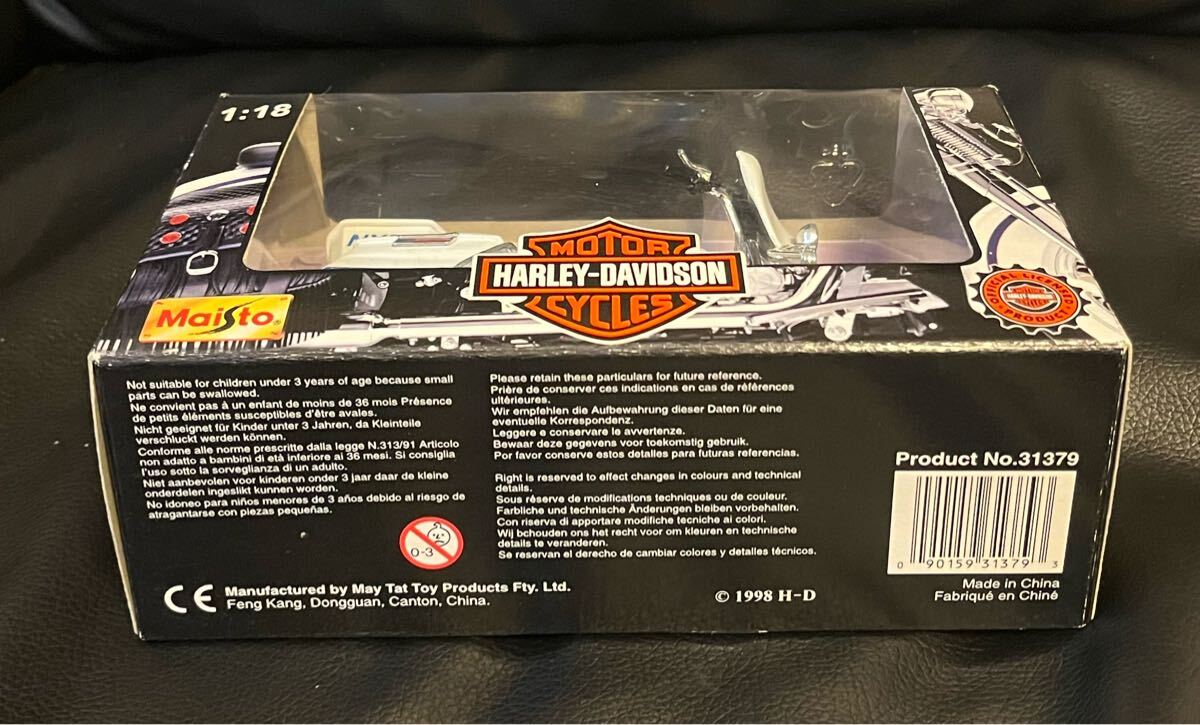 1:18
MOTOR
HARLEY-DAVIDSON
CYCLES
Maisto
OFFICIAL LICENSED
MOTOR
HARLEY-DAVIDSON
CYCLES
PRODUCT
Not suitable for children under 3 years of age because small
parts can be swallowed.
Ne convient pas à un enfant de moins de 36 mois Présence
de petits éléments susceptibles d'être avales.
Nicht geeignet für Kinder unter 3 Jahren, da Kleinteile
verschluckt werden können.
Conforme alle norme prescritte dalla legge N.313/91 Articolo
non adatto a bambini di età inferiore ai 36 mesi. Si consiglia
l'uso sotto la sorveglianza di un adulto.
Niet aanbevolen voor kinderen onder 3 jaar daar de kleine
onderdelen ingeslikt kunnen worden.
No idoneo para niños menores de 3 años debido al riesgo de
atragantarse con piezas pequeñas.
0-3
CE
Manufactured by May Tat Toy Products Fty. Ltd.
Feng Kang, Dongguan, Canton, China.
Please retain these particulars for future reference.
Prière de conserver ces indications en cas de références
ultérieures.
Wir empfehlen die Aufbewahrung dieser Daten für eine
eventuelle Korrespondenz.
Leggere e conservare le avvertenze.
Bewaar deze gegevens voor toekomstig gebruik.
Por favor conserve estos detalles para futuras referencias.
Right is reserved to effect changes in colours and technical
details.
Sous réserve de modifications techniques ou de couleur.
Farbliche und technische Änderungen bleiben vorbehalten.
Con riserva di apportare modifiche tecniche ai colori.
Wij bchouden ons het recht voor om kleuren en technische
details te veranderen.
Se reservan el derecho de cambiar colores y detalles técnicos.
© 1998 H-D
Product No.31379
0 90159 31379 3
Made in China
Fabriqué en Chiné